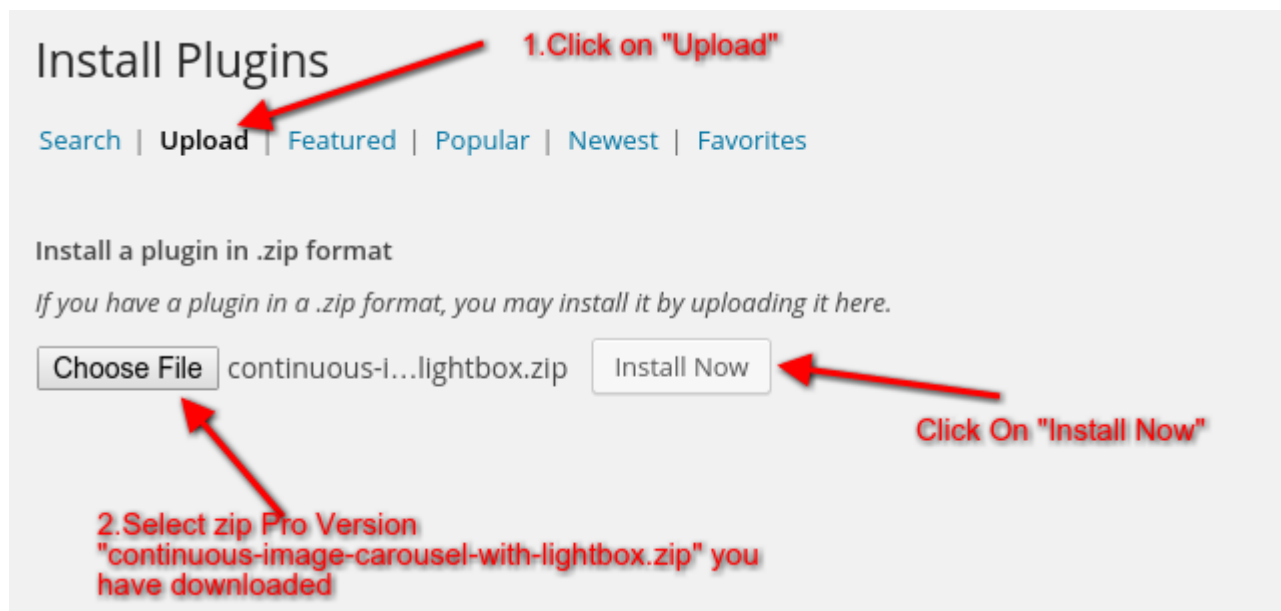 1.Click on "Upload"
Install Plugins
Search | Upload | Featured | Popular | Newest | Favorites
Install a plugin in .zip format
If you have a plugin in a .zip format, you may install it by uploading it here.
Choose File continuous-i...lightbox.zip Install Now
Click On "Install Now"
2.Select zip Pro Version
"continuous-image-carousel-with-lightbox.zip" you
have downloaded